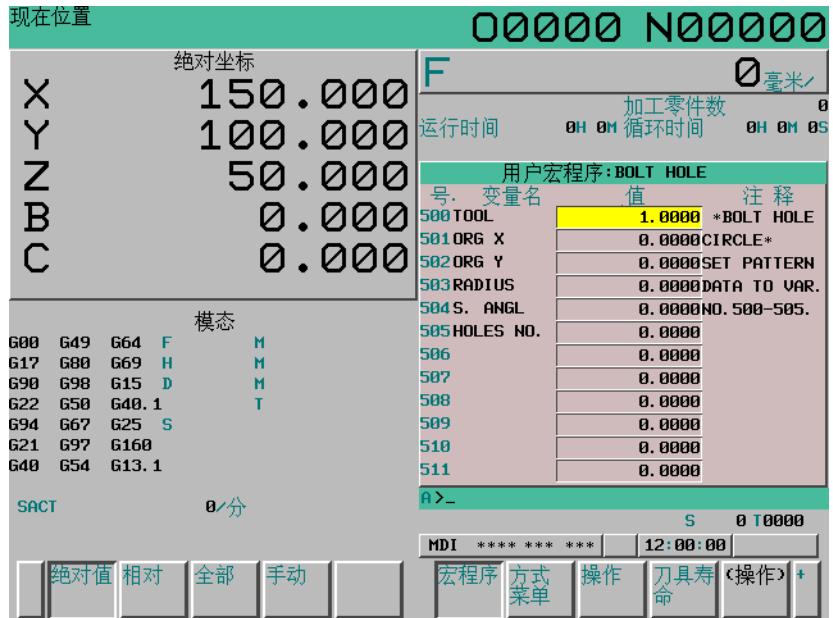 现在位置
O0000 N00000
绝对坐标
X 150.000
Y 100.000
Z 50.000
B 0.000
C 0.000
F 0毫米/
加工零件数 0
运行时间 0H 0M 循环时间 0H 0M 0S
用户宏程序:BOLT HOLE
号. 变量名 值 注 释
500 TOOL 1.0000 *BOLT HOLE
501 ORG X 0.0000 CIRCLE*
502 ORG Y 0.0000 SET PATTERN
503 RADIUS 0.0000 DATA TO VAR.
504 S. ANGL 0.0000 NO.500-505.
505 HOLES NO. 0.0000
506 0.0000
507 0.0000
508 0.0000
509 0.0000
510 0.0000
511 0.0000
模态
G00 G49 G64 F M
G17 G80 G69 H M
G90 G98 G15 D M
G22 G50 G40.1 T
G94 G67 G25 S
G21 G97 G160
G40 G54 G13.1
SACT 0/分
A>_
S 0 T0000
MDI **** *** *** 12:00:00
绝对值 相对 全部 手动
宏程序 方式菜单 操作 刀具寿命 (操作) +